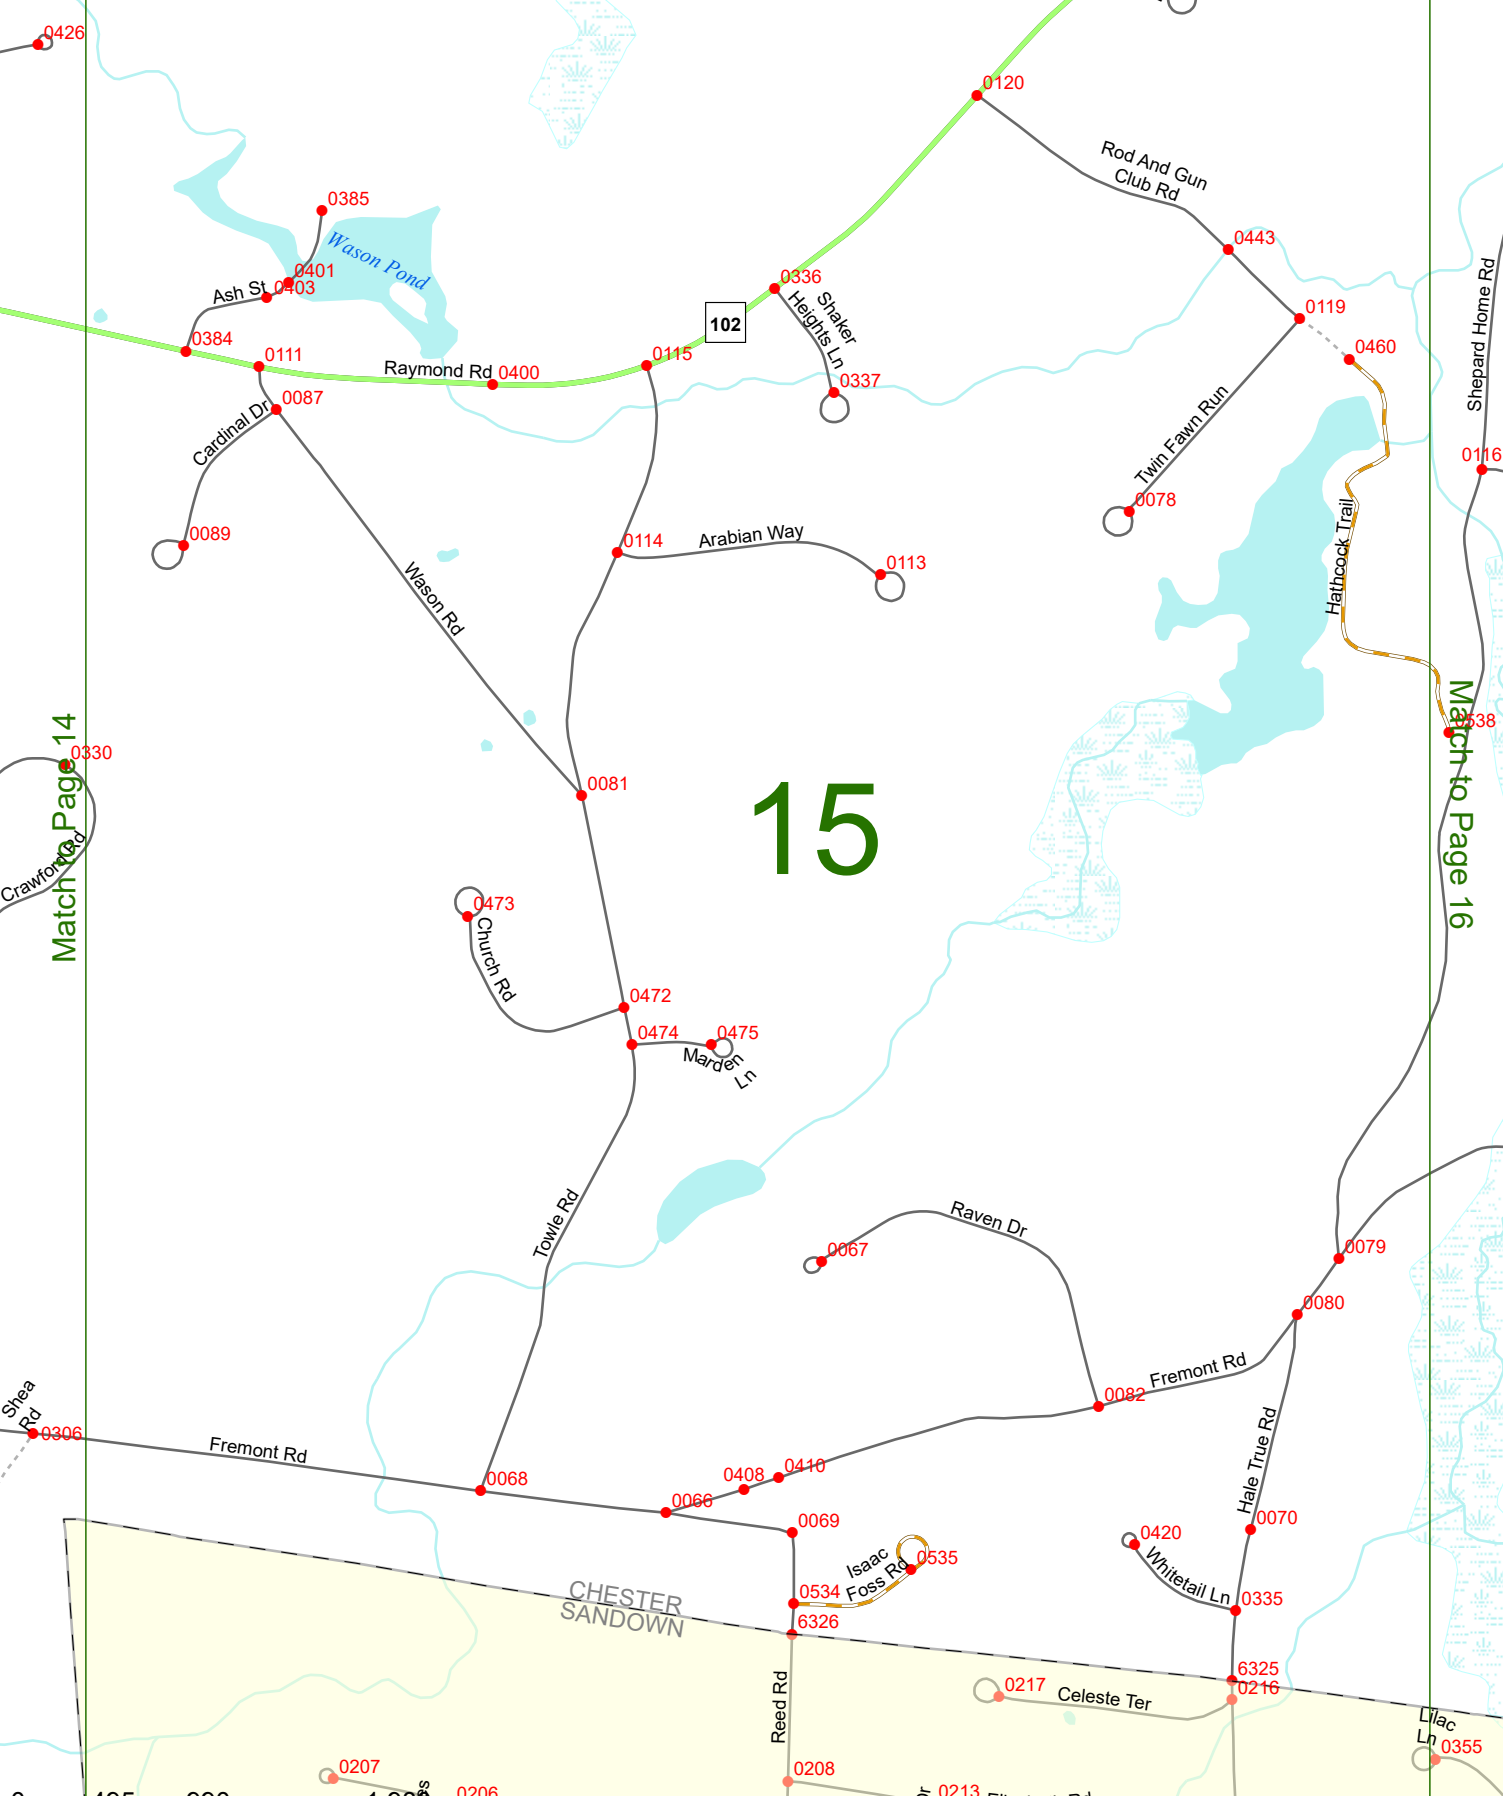 0426
0120
Rod And Gun
Club Rd
0385
Wason Pond
0443
0401
Ash St
0403
0336
Shaker
Heights Ln
0119
Shepard Home Rd
102
0384
0111
Raymond Rd
0400
0115
0460
0337
0087
Cardinal Dr
Twin Fawn Run
0116
0078
0089
0114
Arabian Way
0113
Hathcock Trail
Wason Rd
0538
Match to Page 14
0330
Match to Page 16
0081
15
Crawford Rd
0473
Church Rd
0472
0474
0475
Marden
Ln
Towle Rd
Raven Dr
0067
0079
0080
Fremont Rd
0082
Shea
Rd
0306
Fremont Rd
Hale True Rd
0068
0408
0410
0066
0069
0070
0420
Isaac
Foss Rd
0535
Whitetail Ln
0534
0335
CHESTER
SANDOWN
6326
6325
0217
Celeste Ter
0216
Reed Rd
Lilac
Ln
0355
0207
0206
0208
0213